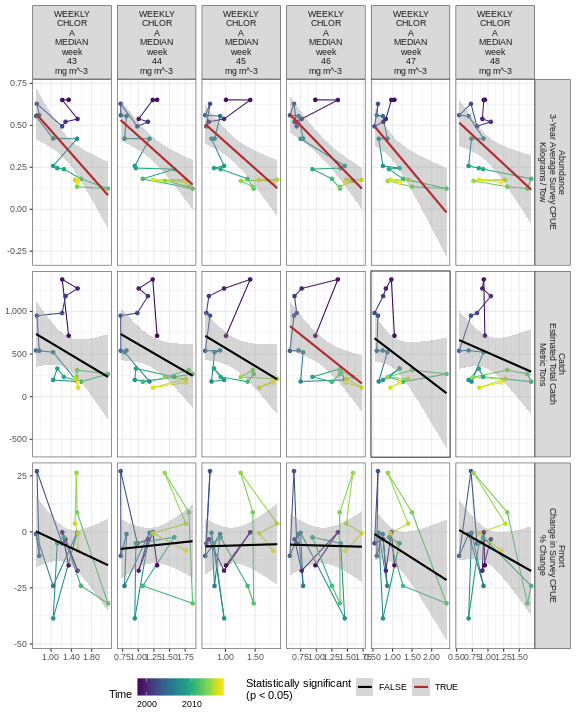 WEEKLY
CHLOR
A
MEDIAN
week
43
mg m^-3
WEEKLY
CHLOR
A
MEDIAN
week
44
mg m^-3
WEEKLY
CHLOR
A
MEDIAN
week
45
mg m^-3
WEEKLY
CHLOR
A
MEDIAN
week
46
mg m^-3
WEEKLY
CHLOR
A
MEDIAN
week
47
mg m^-3
WEEKLY
CHLOR
A
MEDIAN
week
48
mg m^-3
0.75
0.50
0.25
0.00
-0.25
Abundance
3-Year Average Survey CPUE
Kilograms / Tow
1,000
500
0
-500
Catch
Estimated Total Catch
Metric Tons
25
0
-25
-50
Fmort
Change in Survey CPUE
% Change
1.00 1.40 1.80
0.75 1.00 1.25 1.50 1.75
1.00 1.50
0.75 1.00 1.25 1.50 1.75
0.50 1.00 1.50 2.00
0.50 0.75 1.00 1.25 1.50
Time
2000 2010
Statistically significant
(p < 0.05)
FALSE
TRUE